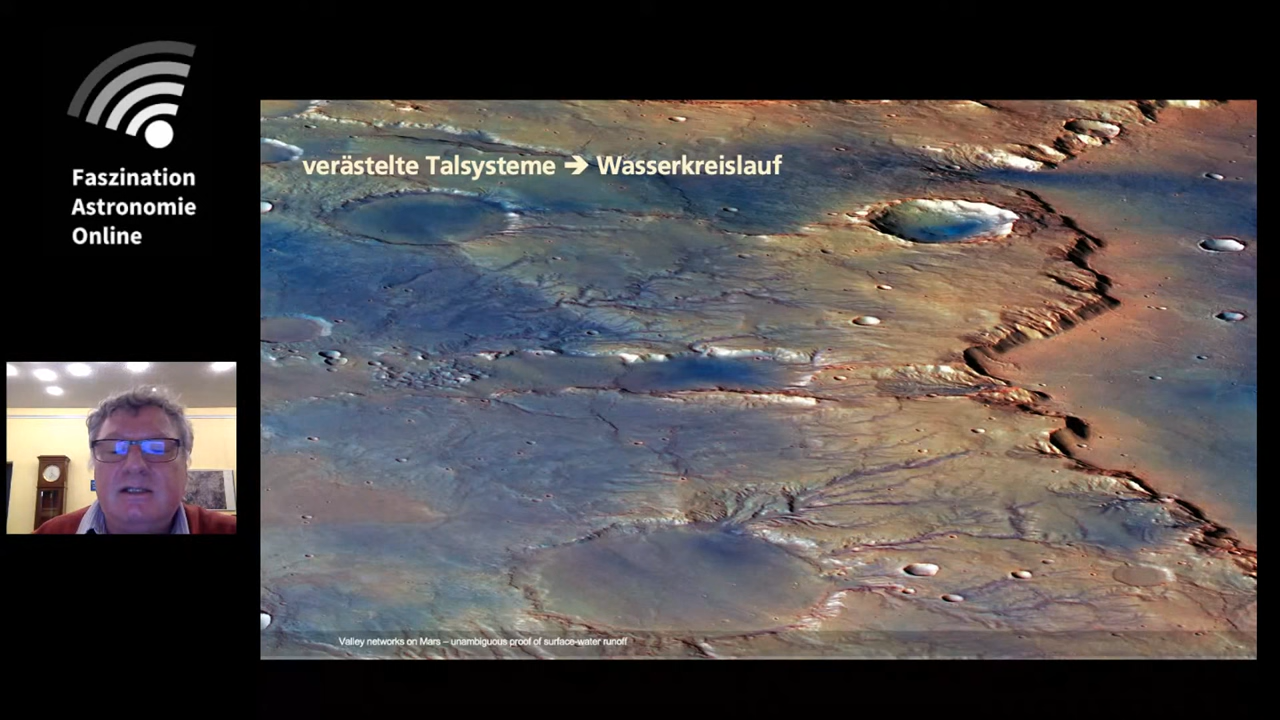 Faszination
Astronomie
Online
verästelte Talsysteme ➔ Wasserkreislauf
Valley networks on Mars – unambiguous proof of surface-water runoff